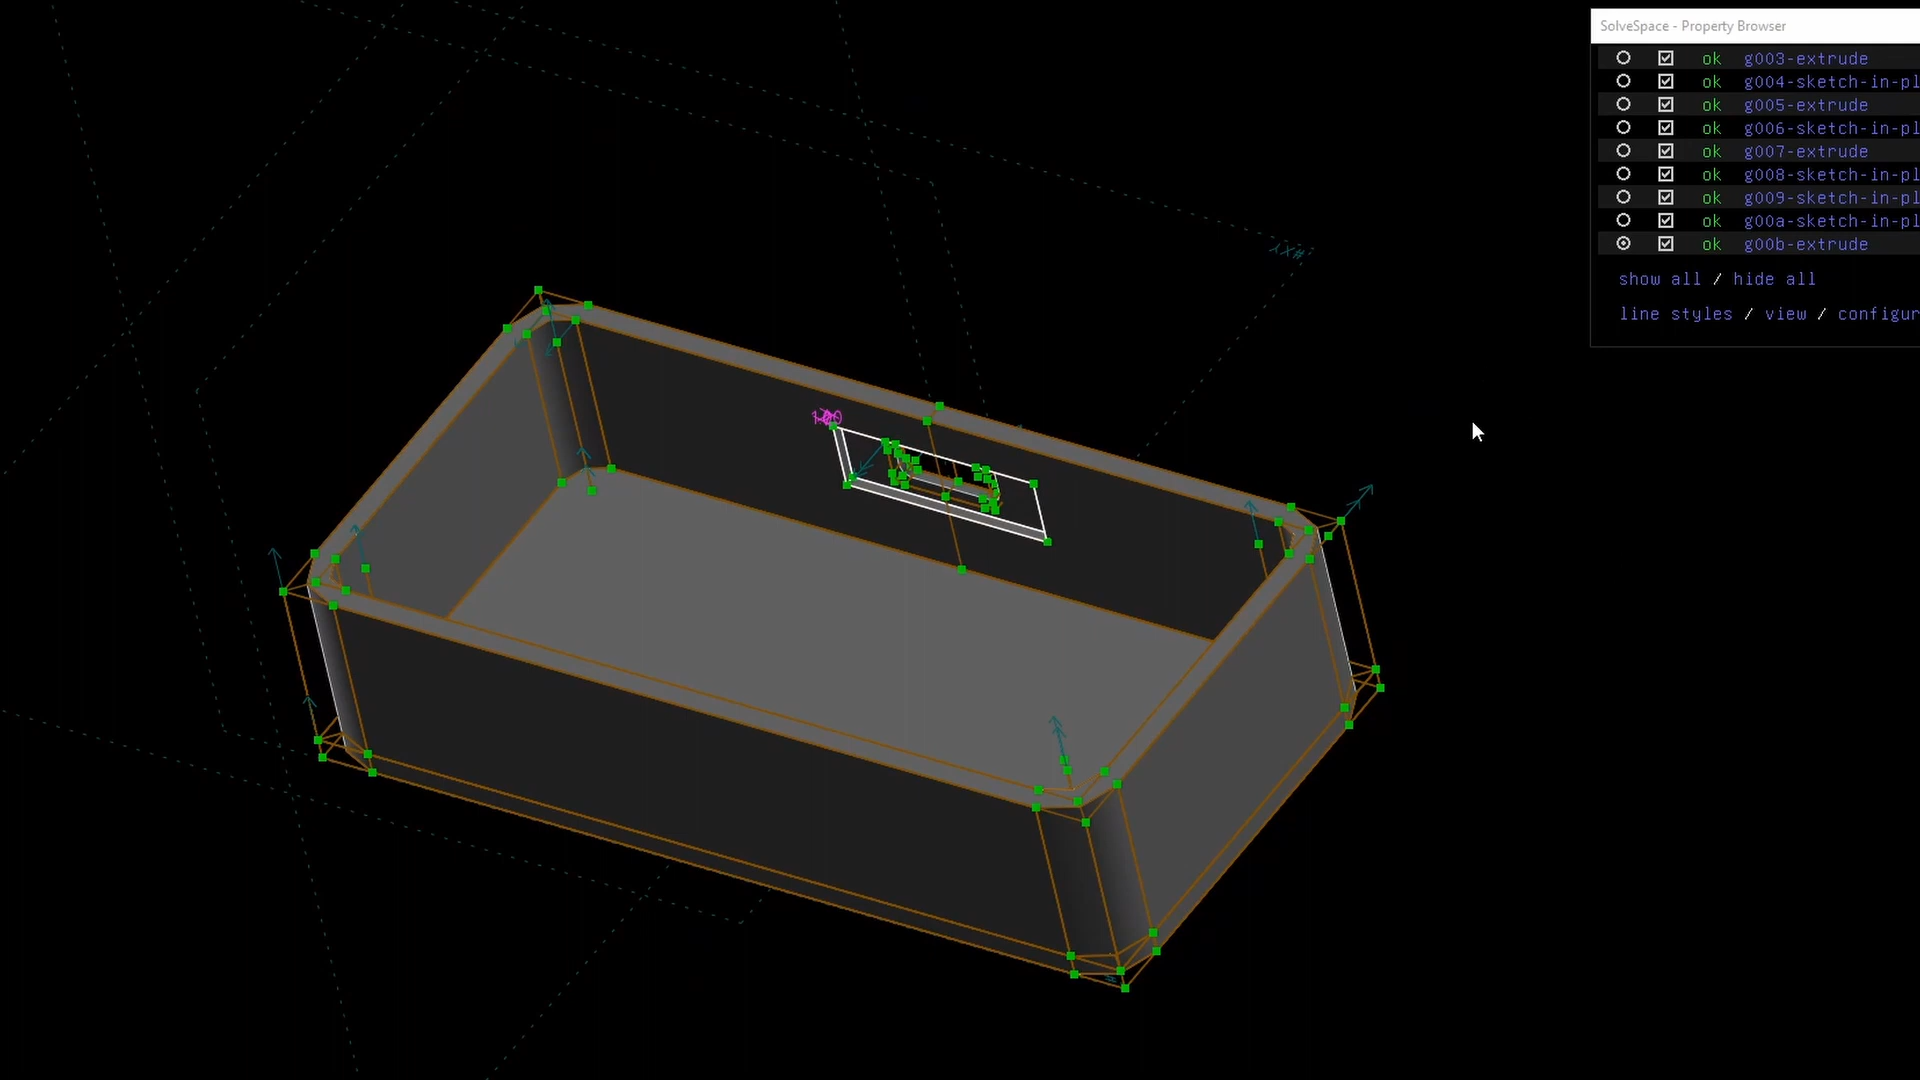 SolveSpace - Property Browser
ok g003-extrude
ok g004-sketch-in-pl
ok g005-extrude
ok g006-sketch-in-pl
ok g007-extrude
ok g008-sketch-in-pl
ok g009-sketch-in-pl
ok g00a-sketch-in-pl
ok g00b-extrude
show all / hide all
line styles / view / configur
#XY